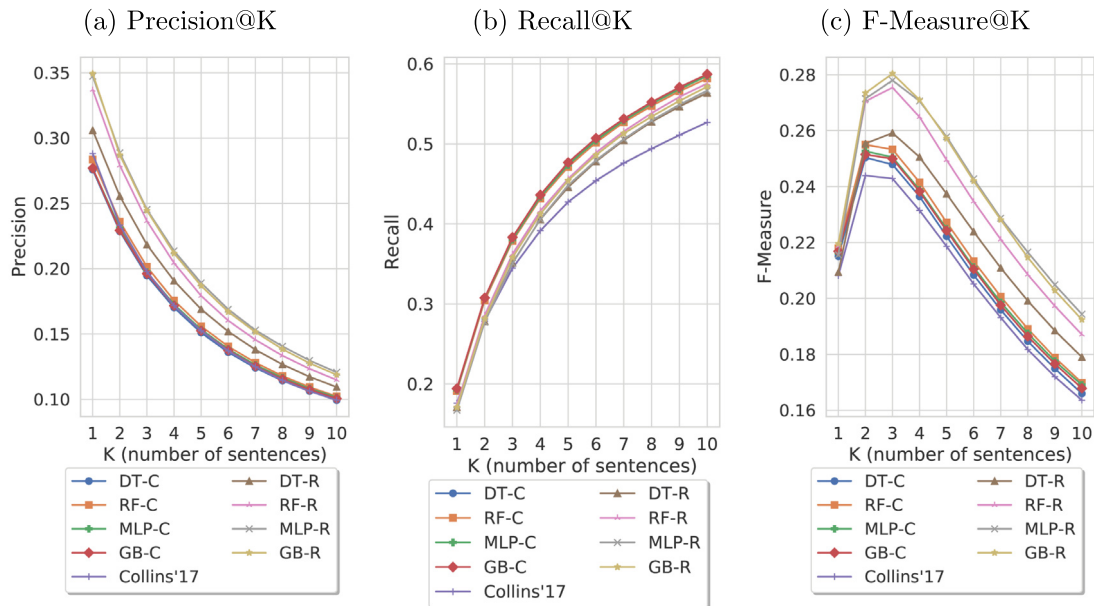 (a) Precision@K
(b) Recall@K
(c) F-Measure@K
0.35
0.30
0.25
0.20
0.15
0.10
Precision
1 2 3 4 5 6 7 8 9 10
K (number of sentences)
DT-C DT-R
RF-C RF-R
MLP-C MLP-R
GB-C GB-R
Collins'17
0.6
0.5
0.4
0.3
0.2
Recall
1 2 3 4 5 6 7 8 9 10
K (number of sentences)
DT-C DT-R
RF-C RF-R
MLP-C MLP-R
GB-C GB-R
Collins'17
0.28
0.26
0.24
0.22
0.20
0.18
0.16
F-Measure
1 2 3 4 5 6 7 8 9 10
K (number of sentences)
DT-C DT-R
RF-C RF-R
MLP-C MLP-R
GB-C GB-R
Collins'17